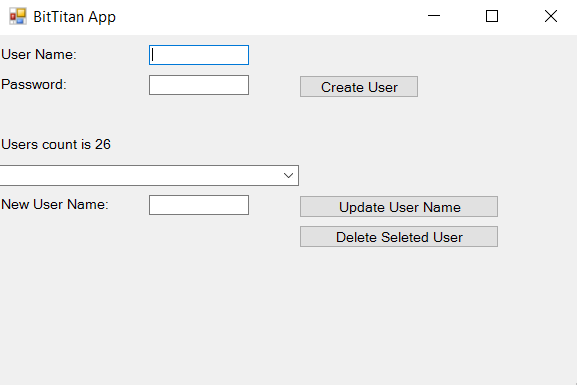 BitTitan App
User Name:
Password:
Create User
Users count is 26
New User Name:
Update User Name
Delete Seleted User